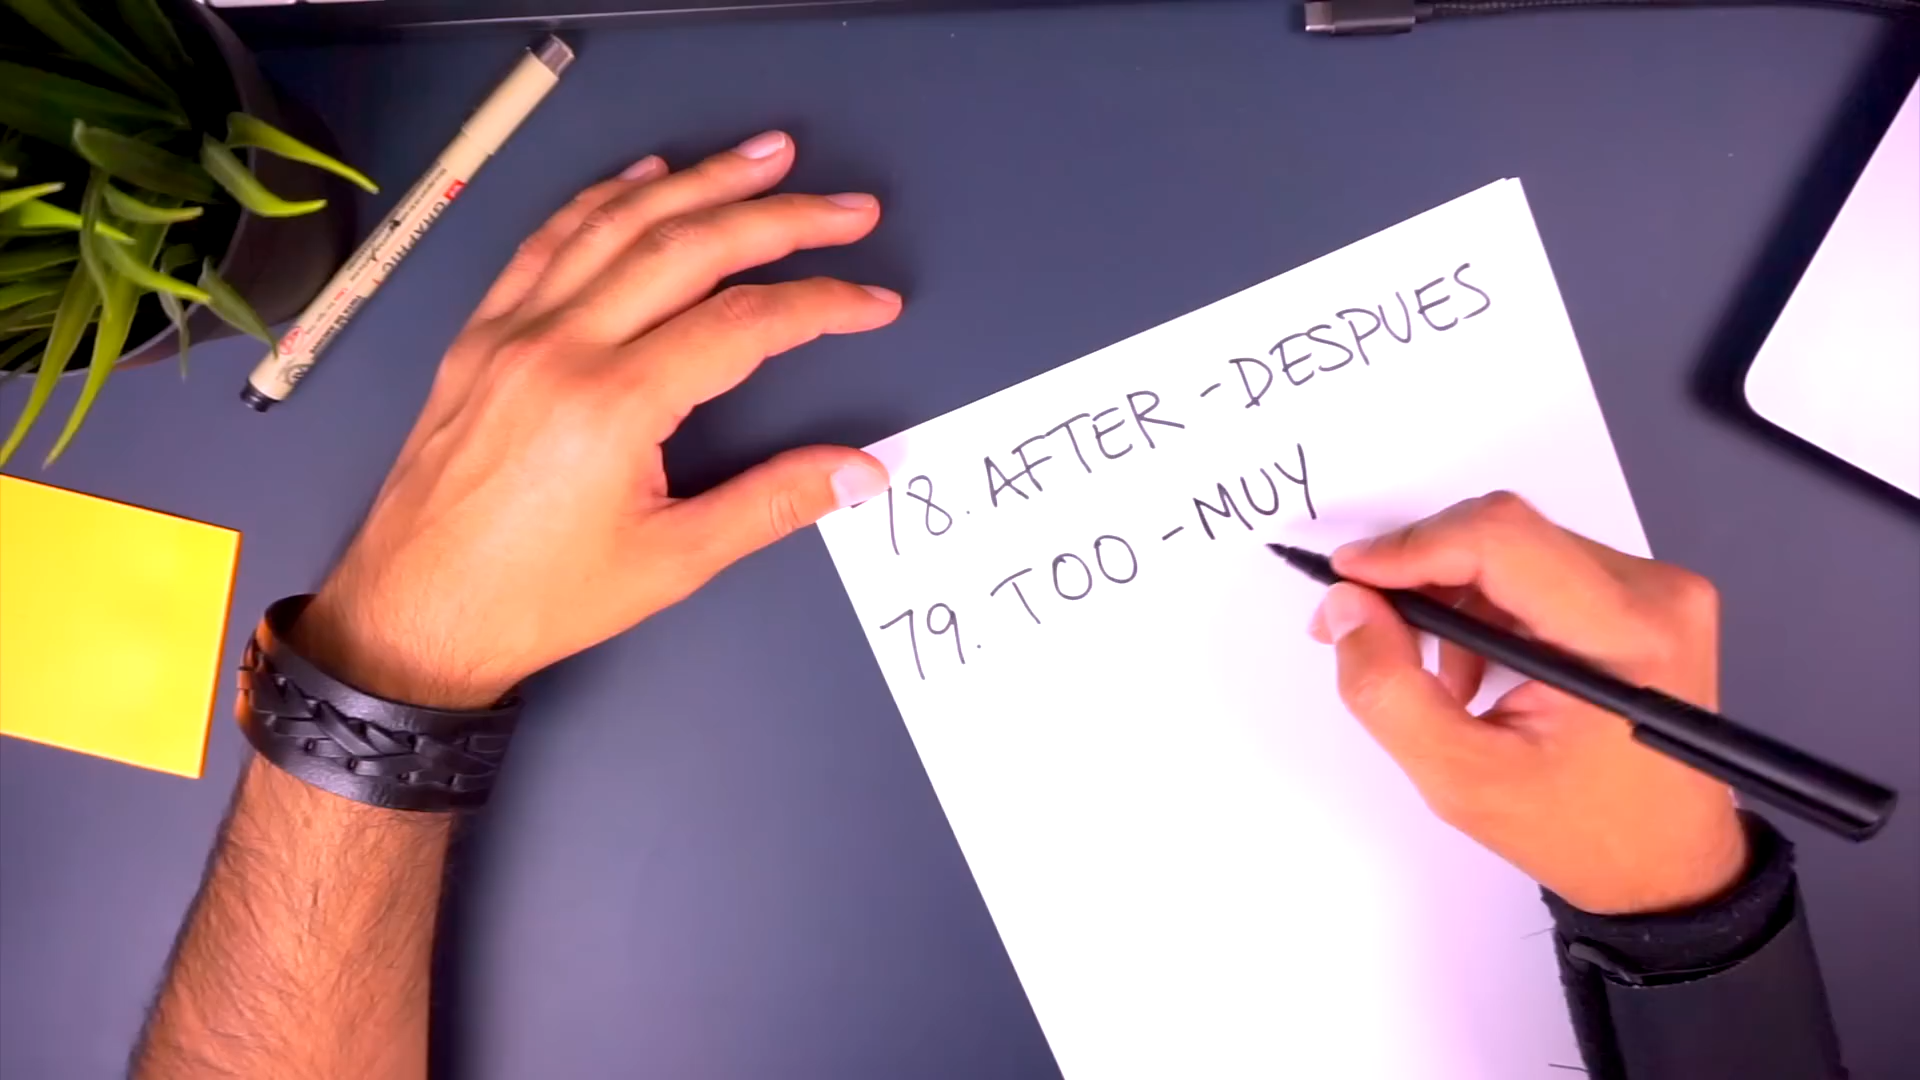 78. AFTER - DESPUES
79. TOO - MUY